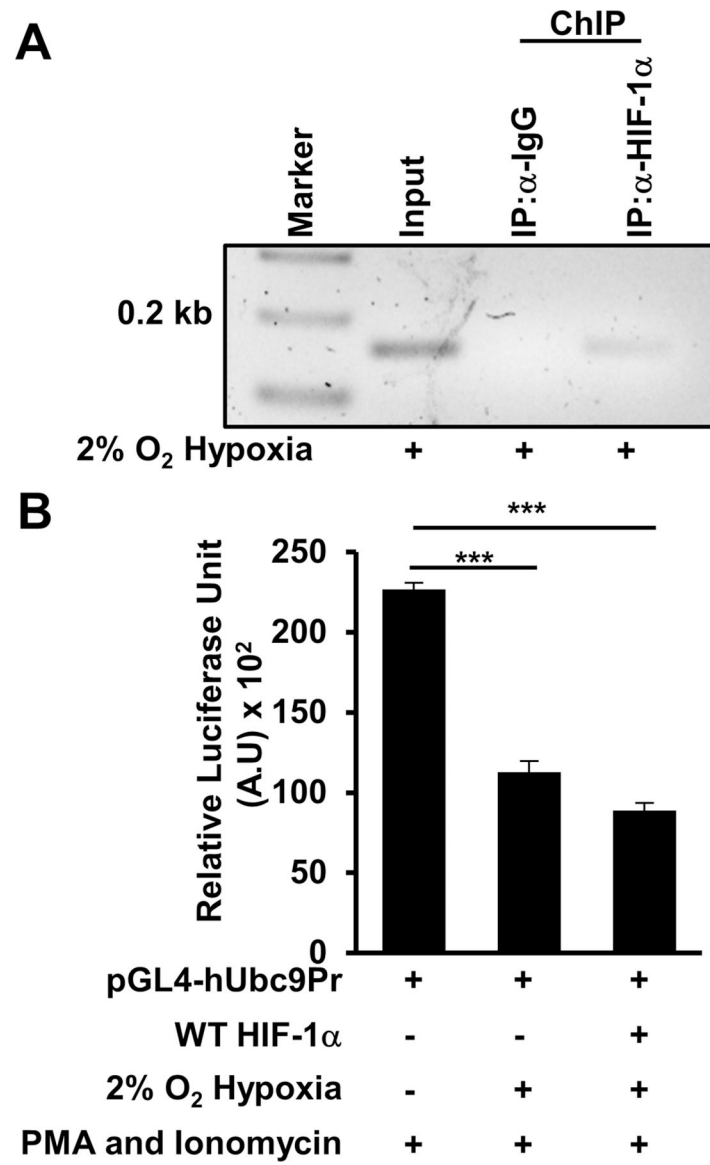 A
ChIP
Marker
Input
IP:α-IgG
IP:α-HIF-1α
0.2 kb
2% O₂ Hypoxia + + +
B
***
***
Relative Luciferase Unit
(A.U) x 10²
250
200
150
100
50
0
pGL4-hUbc9Pr + + +
WT HIF-1α - - +
2% O₂ Hypoxia - + +
PMA and Ionomycin + + +